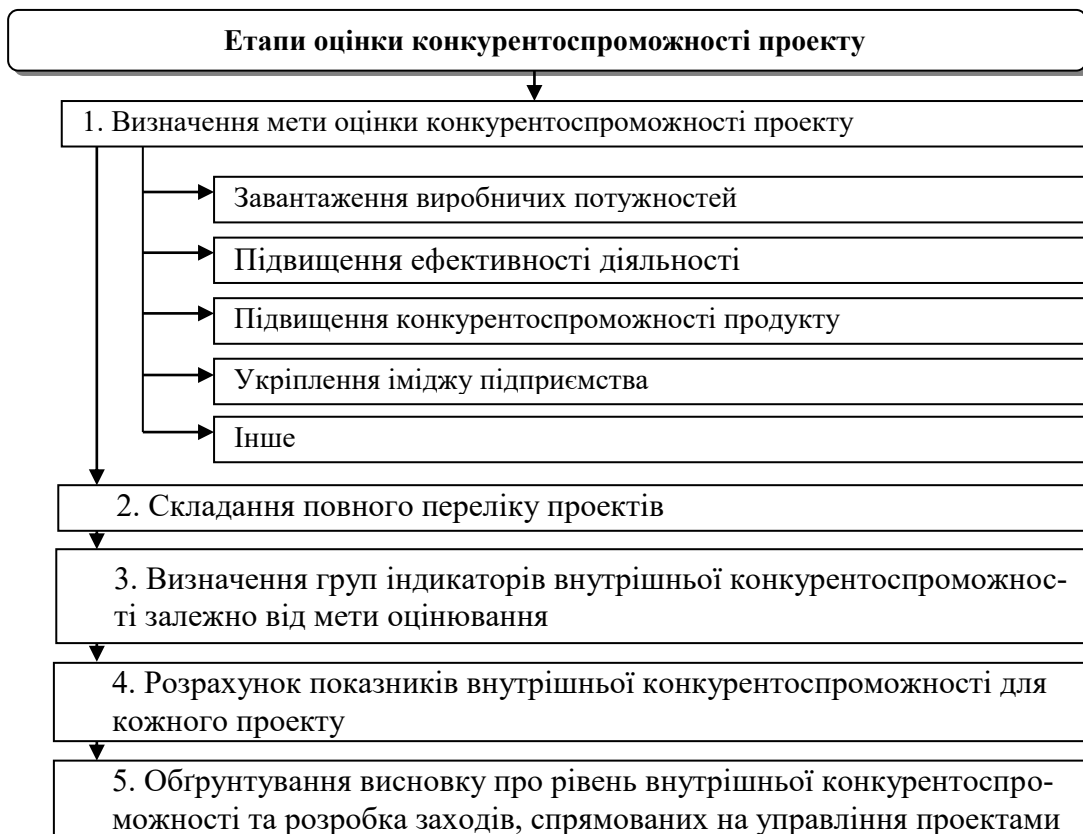 Етапи оцінки конкурентоспроможності проекту
1. Визначення мети оцінки конкурентоспроможності проекту
Завантаження виробничих потужностей
Підвищення ефективності діяльності
Підвищення конкурентоспроможності продукту
Укріплення іміджу підприємства
Інше
2. Складання повного переліку проектів
3. Визначення груп індикаторів внутрішньої конкурентоспроможнос-
ті залежно від мети оцінювання
4. Розрахунок показників внутрішньої конкурентоспроможності для
кожного проекту
5. Обґрунтування висновку про рівень внутрішньої конкурентоспро-
можності та розробка заходів, спрямованих на управління проектами